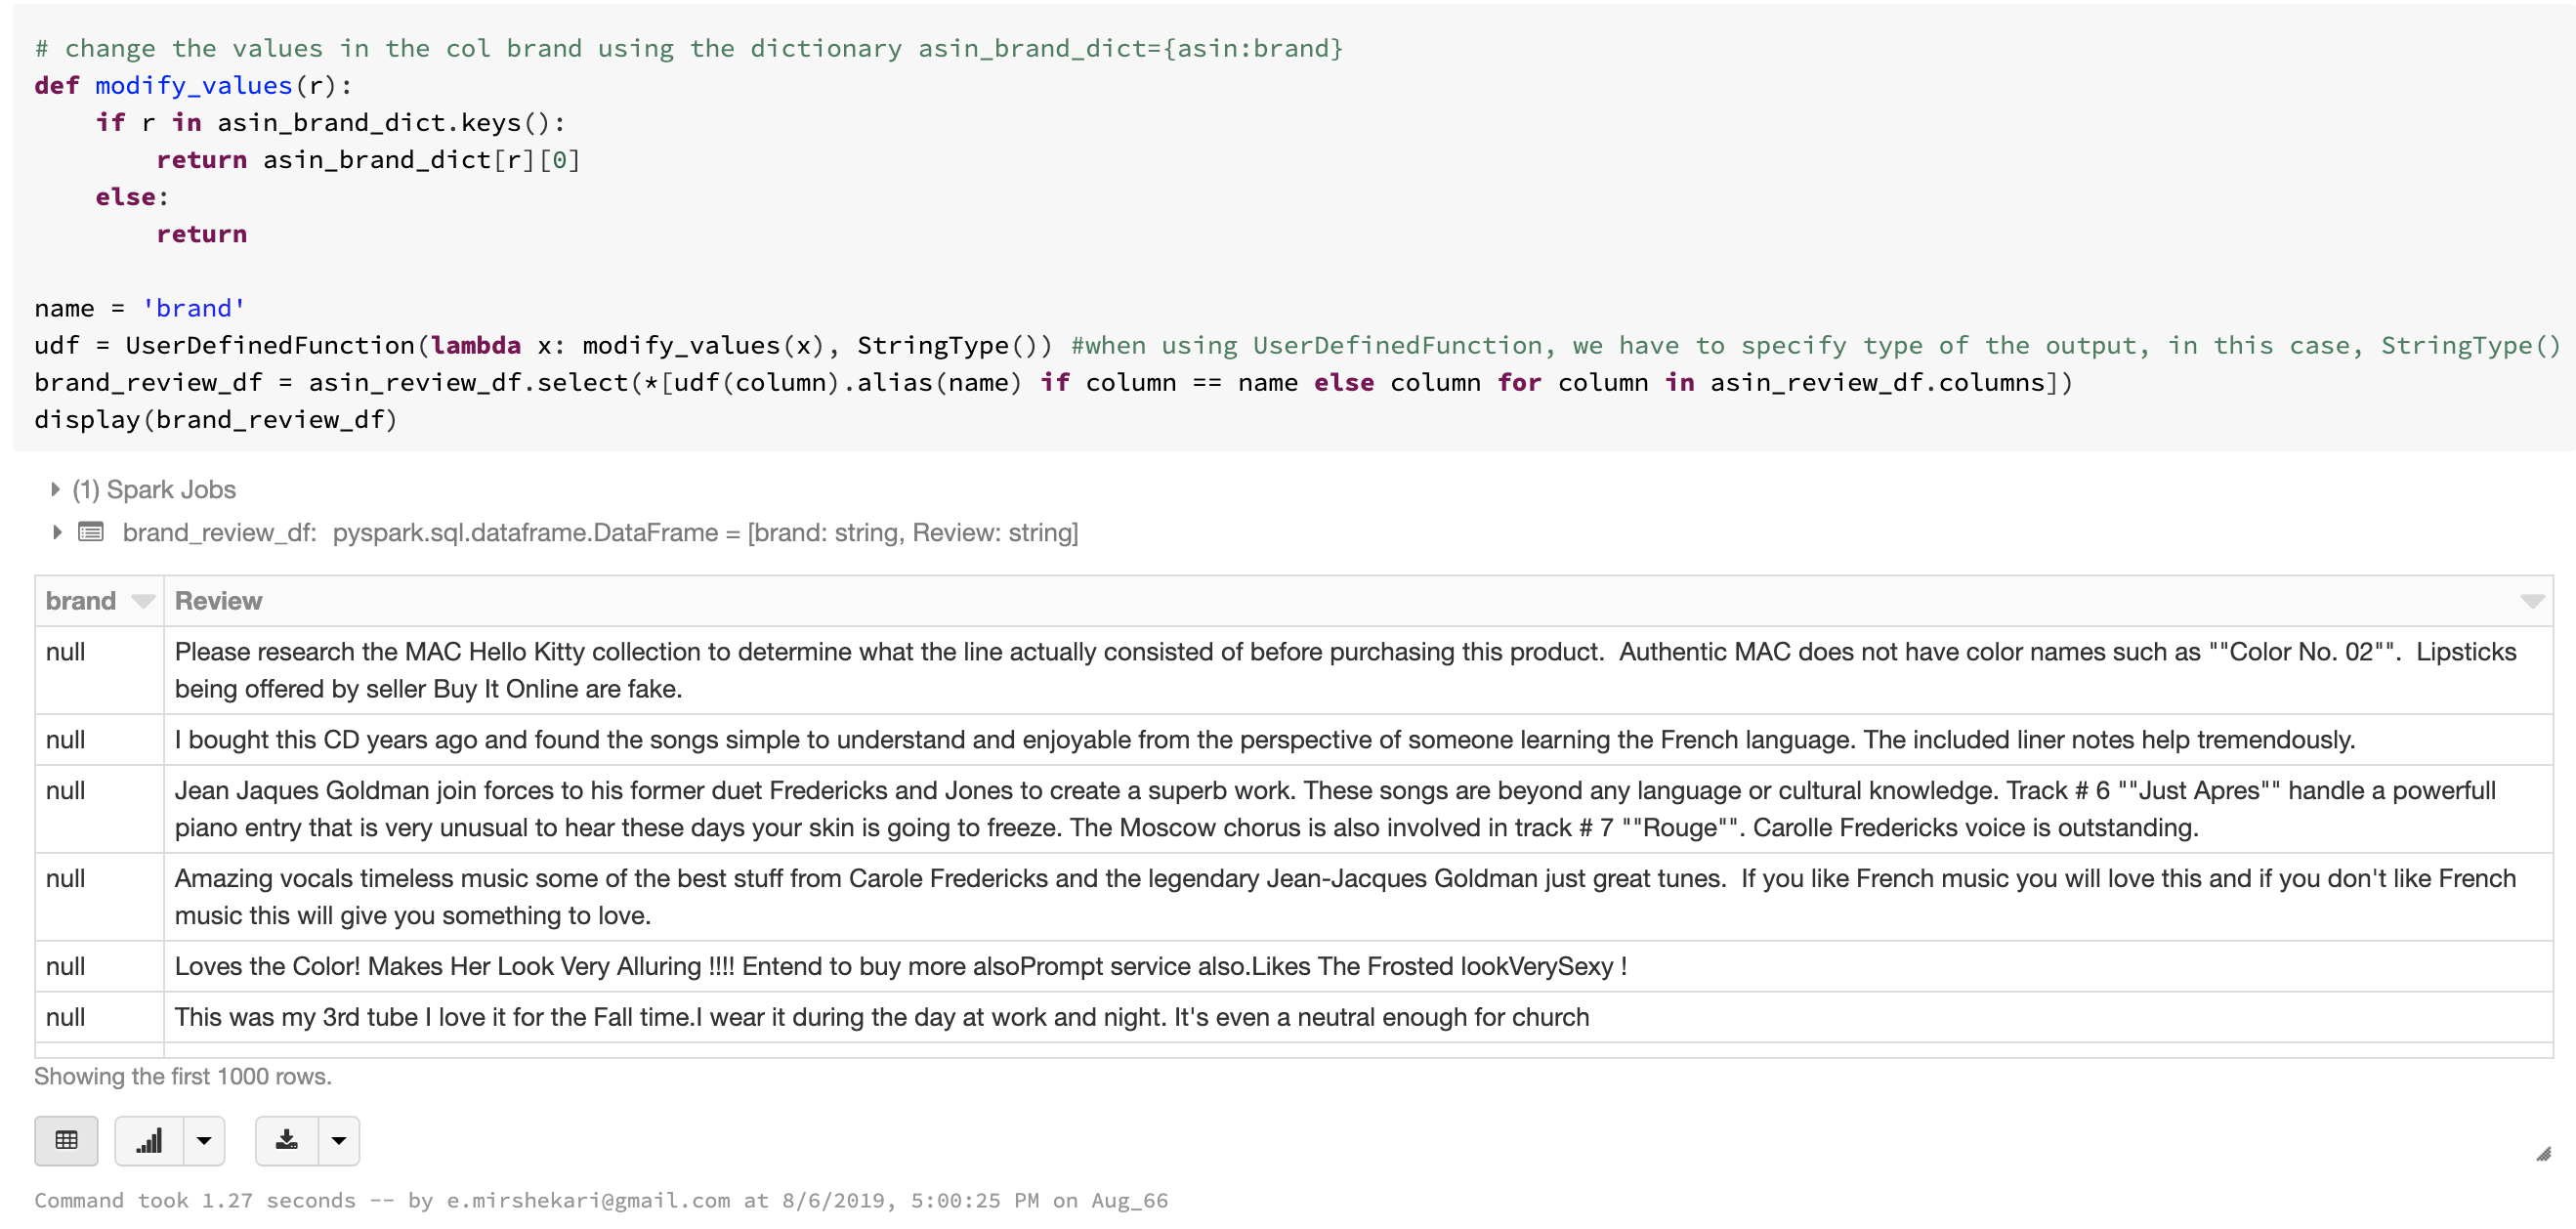 # change the values in the col brand using the dictionary asin_brand_dict={asin:brand}
def modify_values(r):
    if r in asin_brand_dict.keys():
        return asin_brand_dict[r][0]
    else:
        return
name = 'brand'
udf = UserDefinedFunction(lambda x: modify_values(x), StringType()) #when using UserDefinedFunction, we have to specify type of the output, in this case, StringType()
brand_review_df = asin_review_df.select(*[udf(column).alias(name) if column == name else column for column in asin_review_df.columns])
display(brand_review_df)
(1) Spark Jobs
brand_review_df: pyspark.sql.dataframe.DataFrame = [brand: string, Review: string]
brand Review
null Please research the MAC Hello Kitty collection to determine what the line actually consisted of before purchasing this product.  Authentic MAC does not have color names such as ""Color No. 02"".  Lipsticks
being offered by seller Buy It Online are fake.
null I bought this CD years ago and found the songs simple to understand and enjoyable from the perspective of someone learning the French language. The included liner notes help tremendously.
null Jean Jaques Goldman join forces to his former duet Fredericks and Jones to create a superb work. These songs are beyond any language or cultural knowledge. Track # 6 ""Just Apres"" handle a powerfull
piano entry that is very unusual to hear these days your skin is going to freeze. The Moscow chorus is also involved in track # 7 ""Rouge"". Carolle Fredericks voice is outstanding.
null Amazing vocals timeless music some of the best stuff from Carole Fredericks and the legendary Jean-Jacques Goldman just great tunes.  If you like French music you will love this and if you don't like French
music this will give you something to love.
null Loves the Color! Makes Her Look Very Alluring !!!! Entend to buy more alsoPrompt service also.Likes The Frosted lookVerySexy !
null This was my 3rd tube I love it for the Fall time.I wear it during the day at work and night. It's even a neutral enough for church
Showing the first 1000 rows.
Command took 1.27 seconds -- by e.mirshekari@gmail.com at 8/6/2019, 5:00:25 PM on Aug_66